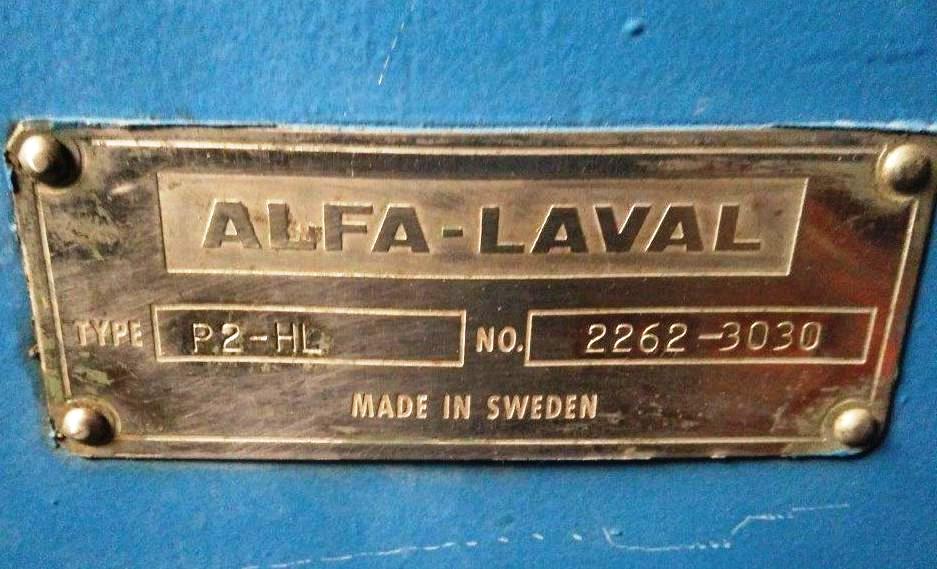 ALFA-LAVAL
TYPE P2-HL NO. 2262-3030
MADE IN SWEDEN